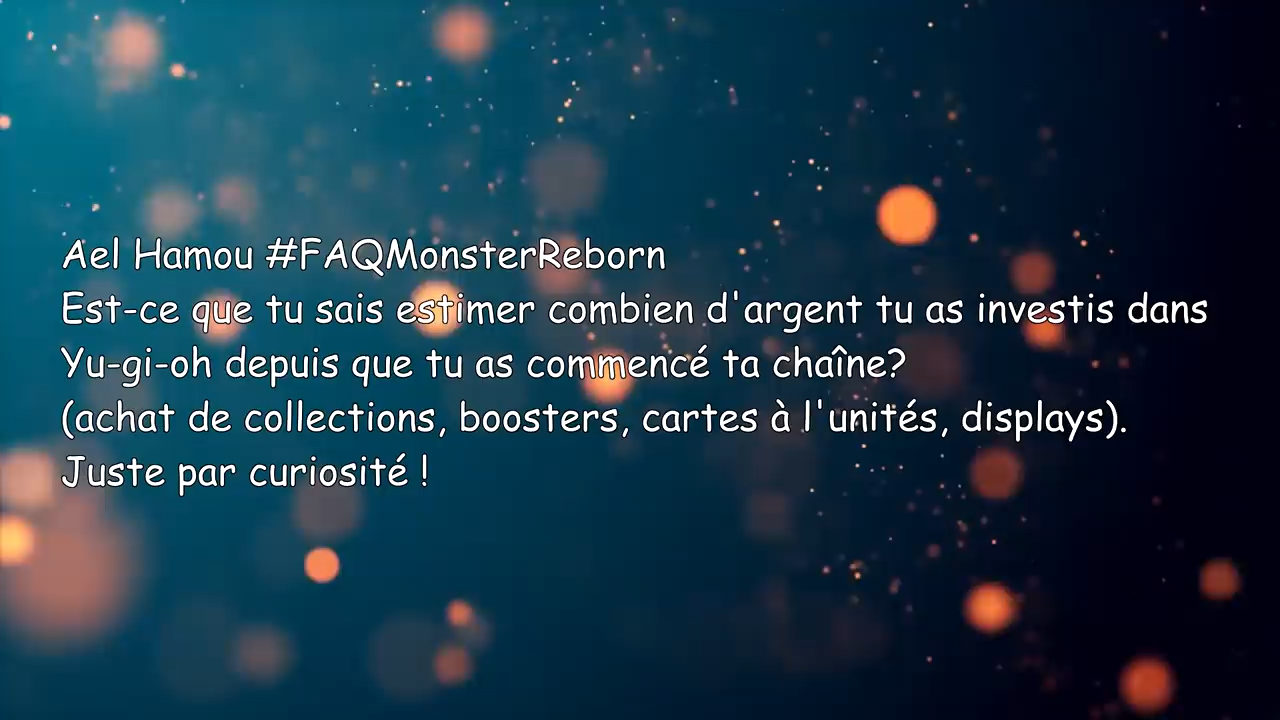 Ael Hamou #FAQMonsterReborn
Est-ce que tu sais estimer combien d'argent tu as investis dans
Yu-gi-oh depuis que tu as commencé ta chaîne?
(achat de collections, boosters, cartes à l'unités, displays).
Juste par curiosité !